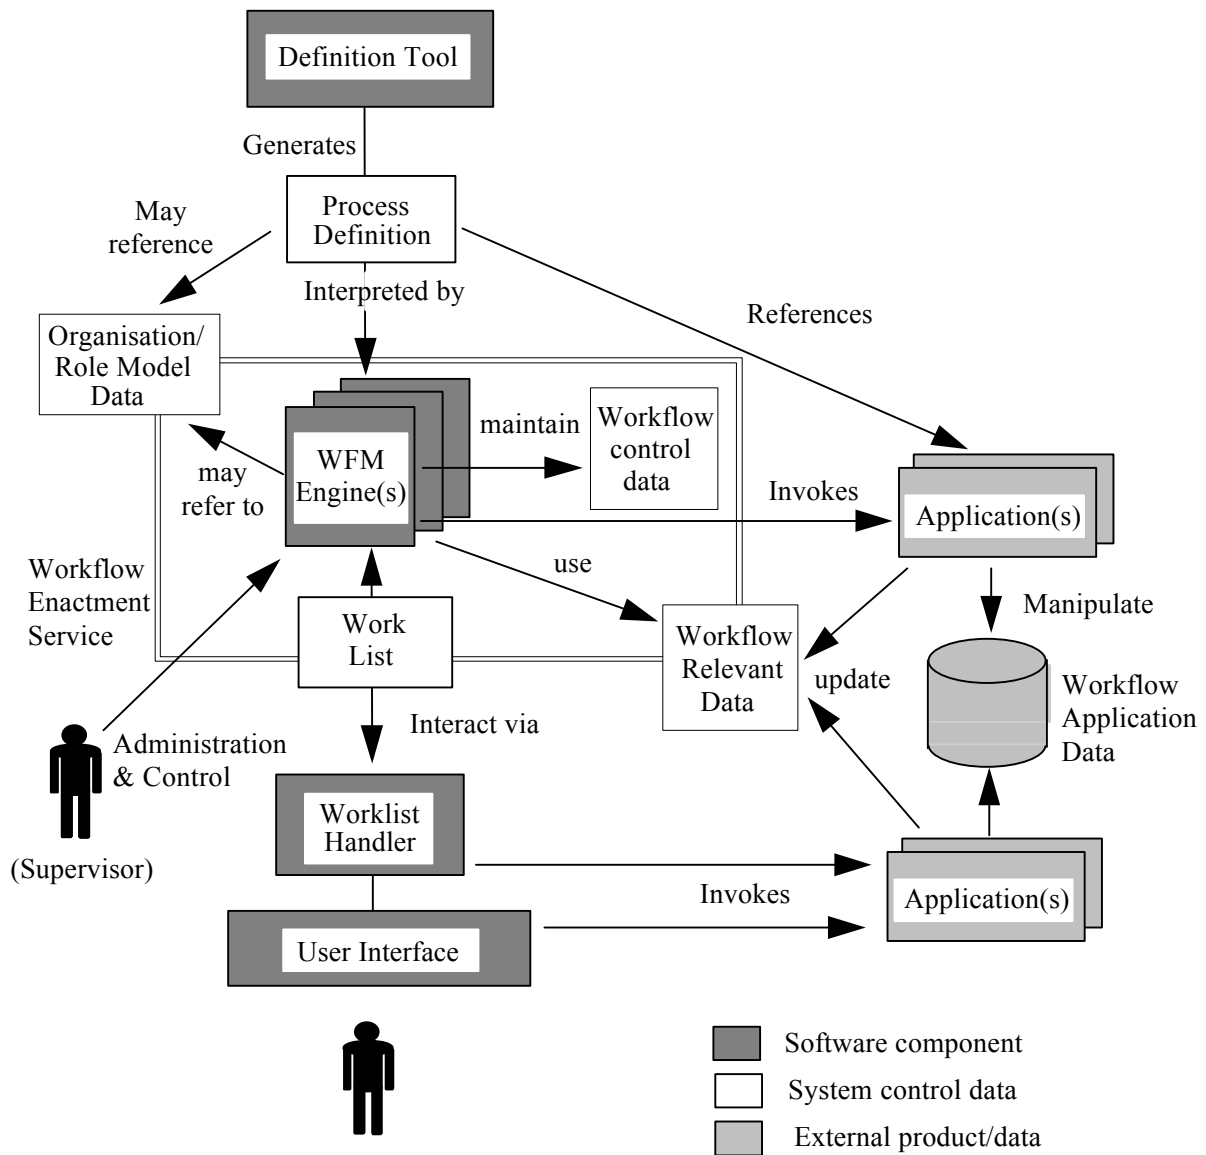 Definition Tool
Generates
Process
Definition
May
reference
Interpreted by
References
Organisation/
Role Model
Data
WFM
Engine(s)
maintain
Workflow
control
data
may
refer to
Invokes
Application(s)
use
Workflow
Enactment
Service
Work
List
Workflow
Relevant
Data
Manipulate
update
Workflow
Application
Data
Interact via
Administration
& Control
(Supervisor)
Worklist
Handler
Invokes
Application(s)
User Interface
Software component
System control data
External product/data